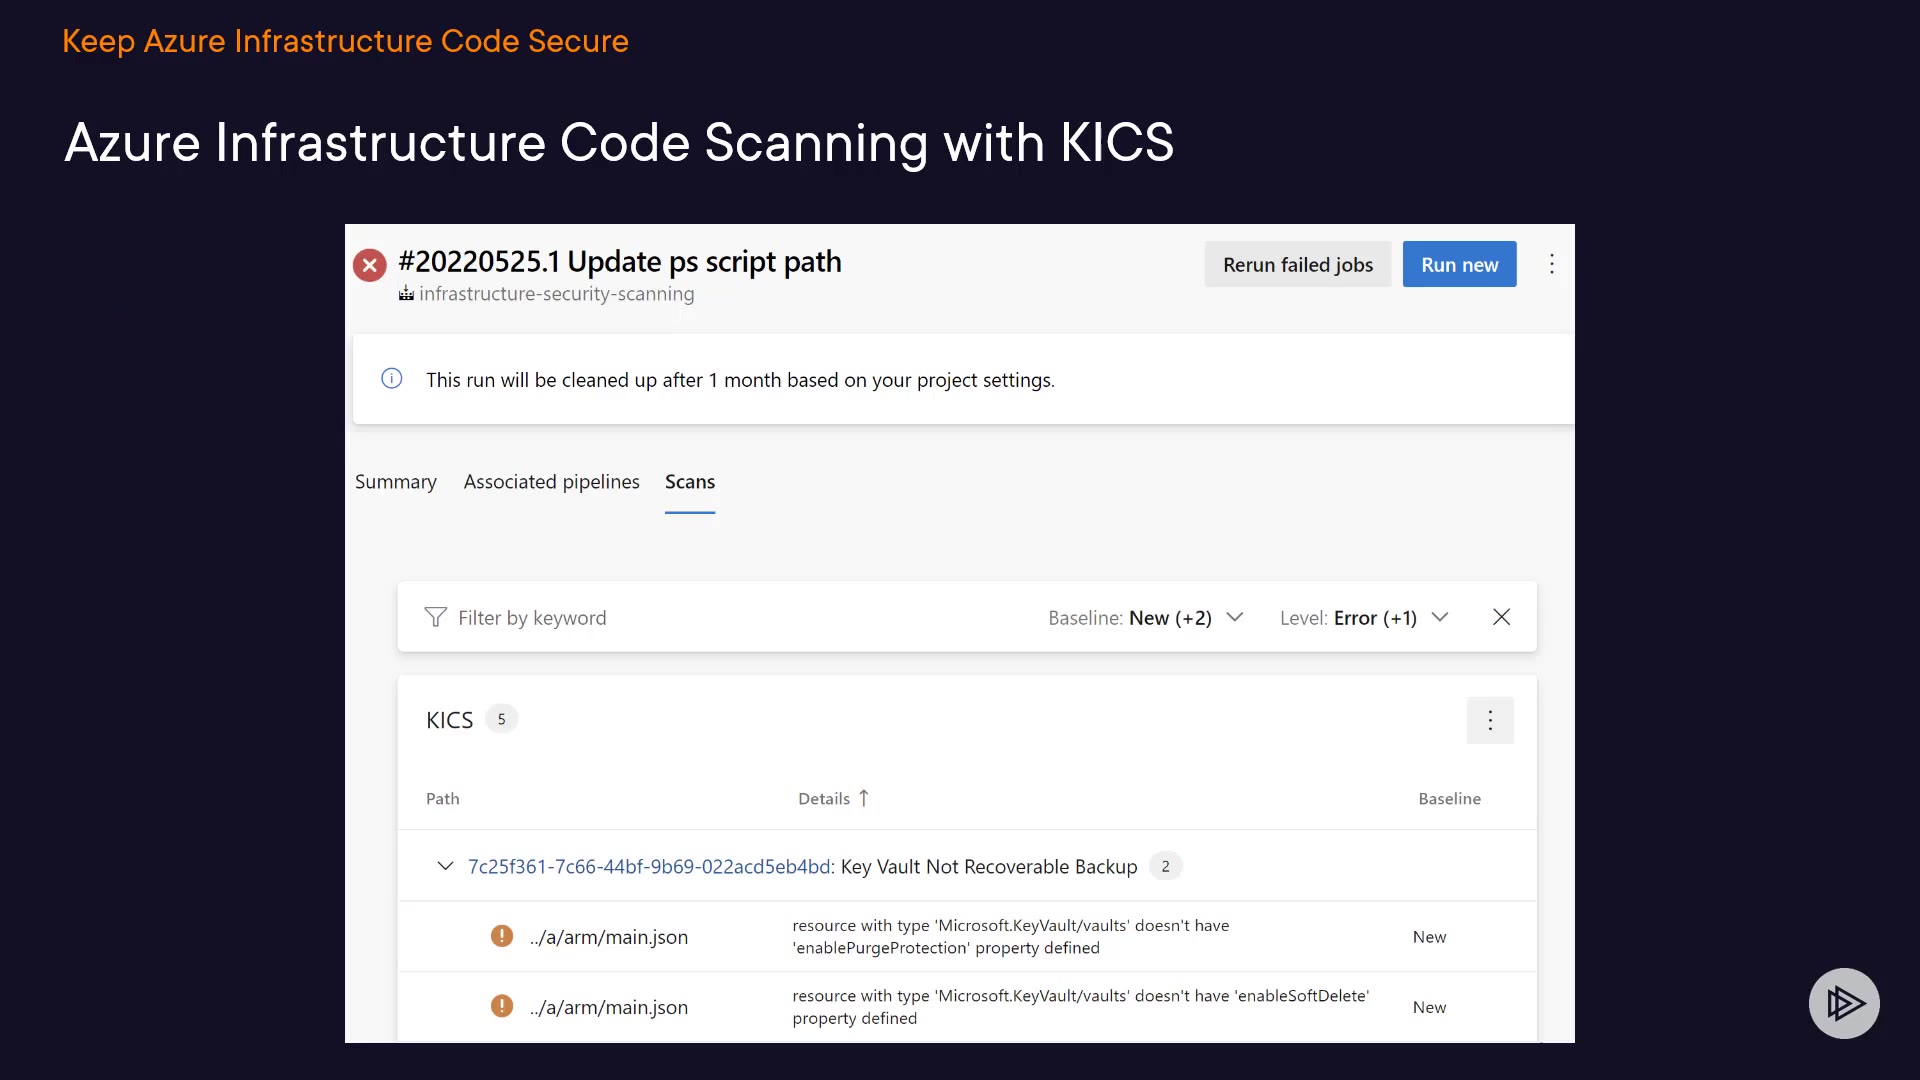 Keep Azure Infrastructure Code Secure
Azure Infrastructure Code Scanning with KICS
#20220525.1 Update ps script path
infrastructure-security-scanning
Rerun failed jobs
Run new
This run will be cleaned up after 1 month based on your project settings.
Summary Associated pipelines Scans
Filter by keyword
Baseline: New (+2)
Level: Error (+1)
KICS 5
Path Details ↑ Baseline
7c25f361-7c66-44bf-9b69-022acd5eb4bd: Key Vault Not Recoverable Backup 2
../a/arm/main.json
resource with type 'Microsoft.KeyVault/vaults' doesn't have
'enablePurgeProtection' property defined
New
../a/arm/main.json
resource with type 'Microsoft.KeyVault/vaults' doesn't have 'enableSoftDelete'
property defined
New